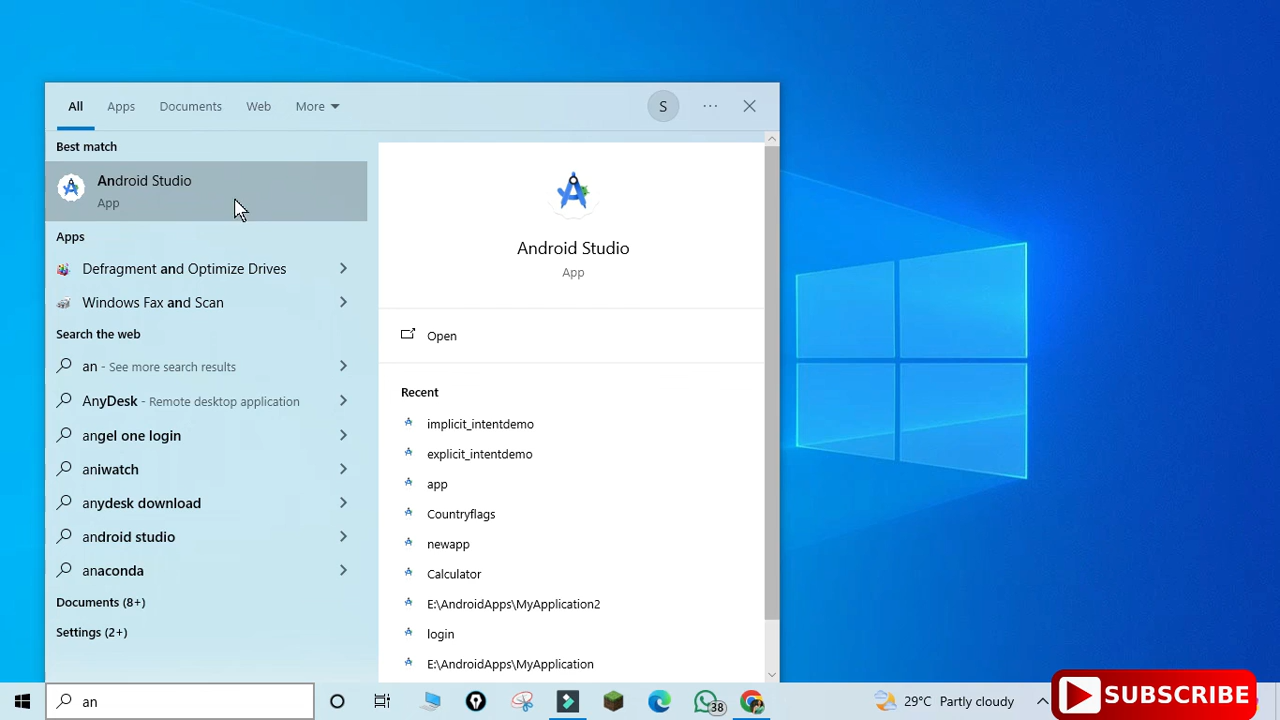 All
Apps
Documents
Web
More
S
Best match
Android Studio
App
Apps
Defragment and Optimize Drives
Windows Fax and Scan
Search the web
an - See more search results
AnyDesk - Remote desktop application
angel one login
aniwatch
anydesk download
android studio
anaconda
Documents (8+)
Settings (2+)
Android Studio
App
Open
Recent
implicit_intentdemo
explicit_intentdemo
app
Countryflags
newapp
Calculator
E:\AndroidApps\MyApplication2
login
E:\AndroidApps\MyApplication
an
38
29°C Partly cloudy
SUBSCRIBE